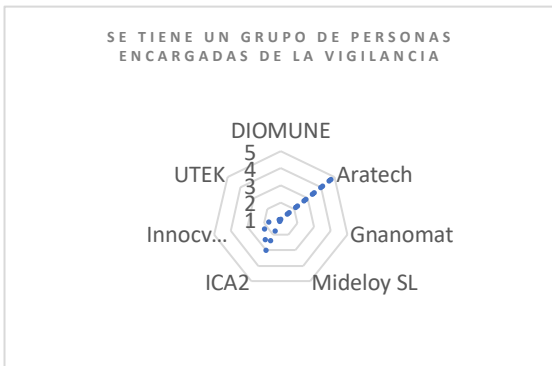 SE TIENE UN GRUPO DE PERSONAS
ENCARGADAS DE LA VIGILANCIA
DIOMUNE
5
4
3
2
1
UTEK
Aratech
Innocv...
Gnanomat
ICA2
Mideloy SL